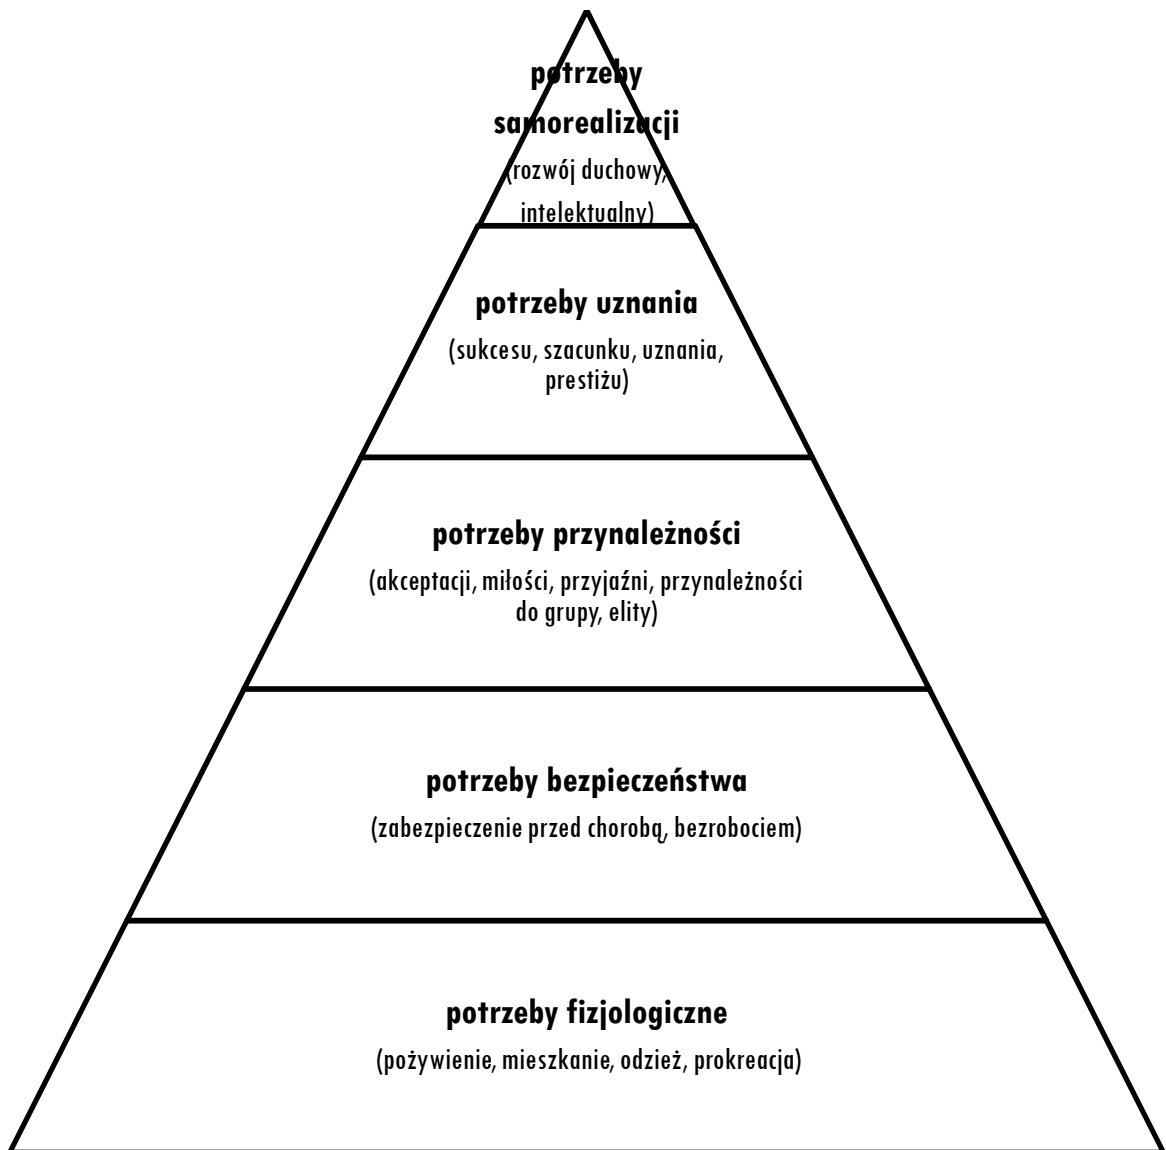 potrzeby
samorealizacji
(rozwój duchowy,
intelektualny)
potrzeby uznania
(sukcesu, szacunku, uznania,
prestiżu)
potrzeby przynależności
(akceptacji, miłości, przyjaźni, przynależności
do grupy, elity)
potrzeby bezpieczeństwa
(zabezpieczenie przed chorobą, bezrobociem)
potrzeby fizjologiczne
(pożywienie, mieszkanie, odzież, prokreacja)